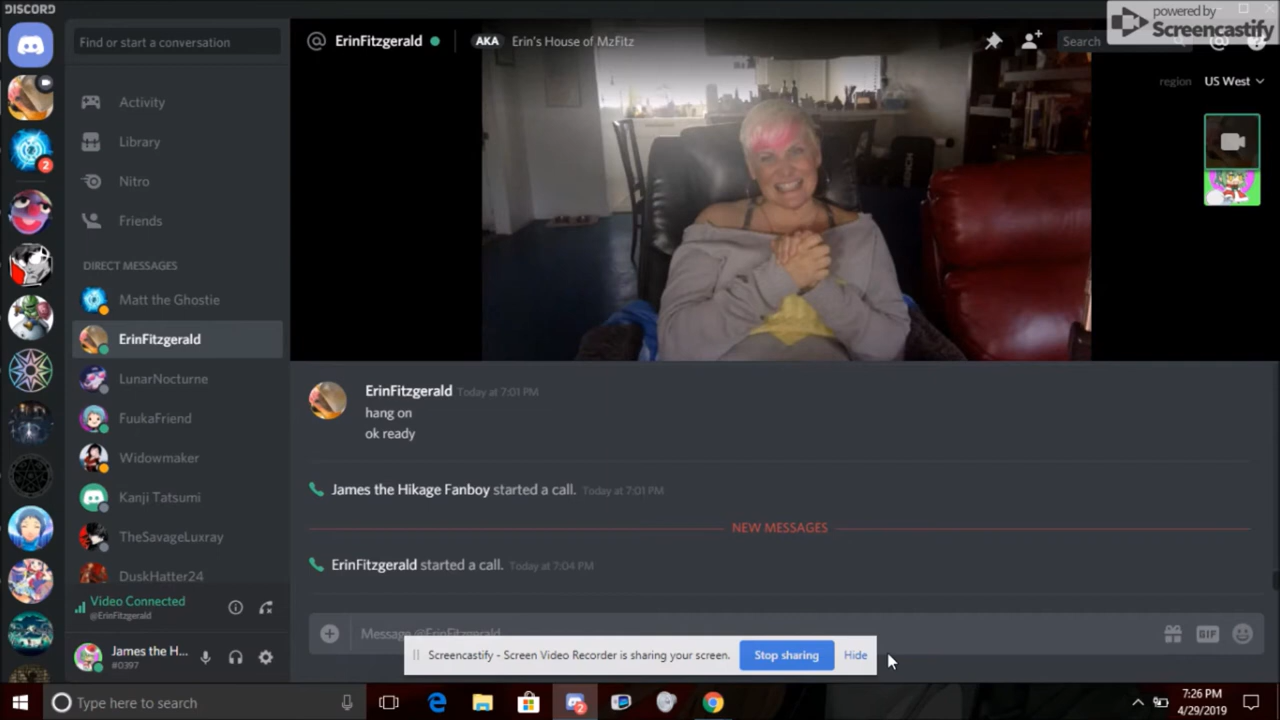 DISCORD
powered by
Screencastify
Find or start a conversation
ErinFitzgerald
AKA Erin's House of MzFitz
Search
region US West
2
Activity
Library
Nitro
Friends
DIRECT MESSAGES
Matt the Ghostie
ErinFitzgerald
LunarNocturne
FuukaFriend
Widowmaker
Kanji Tatsumi
TheSavageLuxray
DuskHatter24
Video Connected
@ErinFitzgerald
James the H...
#0397
ErinFitzgerald Today at 7:01 PM
hang on
ok ready
James the Hikage Fanboy started a call. Today at 7:01 PM
NEW MESSAGES
ErinFitzgerald started a call. Today at 7:04 PM
Message @ErinFitzgerald
GIF
Screencastify - Screen Video Recorder is sharing your screen.
Stop sharing
Hide
Type here to search
2
7:26 PM
4/29/2019